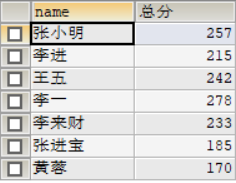 name 总分
张小明 257
李进 215
王五 242
李一 278
李来财 233
张进宝 185
黄蓉 170